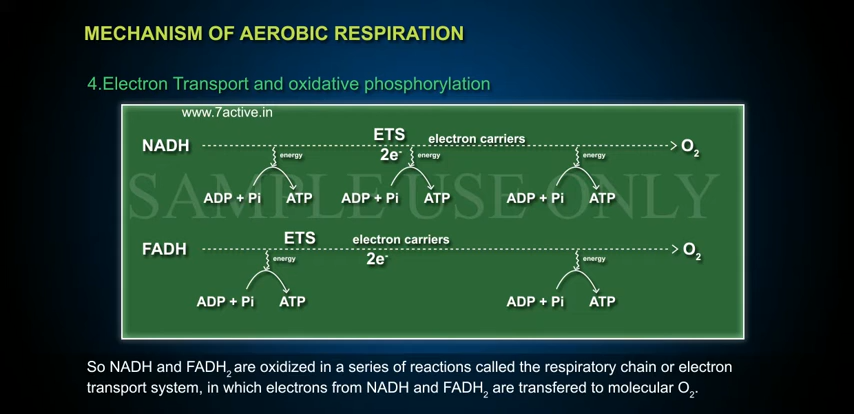 MECHANISM OF AEROBIC RESPIRATION
4.Electron Transport and oxidative phosphorylation
www.7active.in
NADH ETS electron carriers O2
2e-
energy energy energy
ADP + Pi ATP ADP + Pi ATP ADP + Pi ATP
SAMPLE USE ONLY
FADH ETS electron carriers O2
2e-
energy energy
ADP + Pi ATP ADP + Pi ATP
So NADH and FADH2 are oxidized in a series of reactions called the respiratory chain or electron
transport system, in which electrons from NADH and FADH2 are transfered to molecular O2.